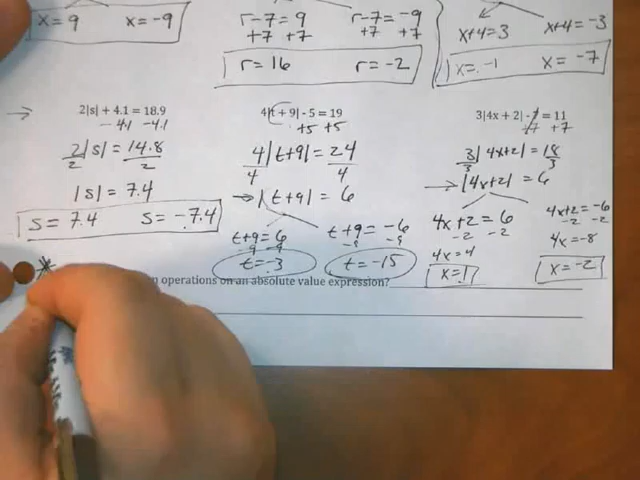 x = 9 x = -9
r-7 = 9 r-7 = -9
+7 +7 +7 +7
r = 16 r = -2
x+4 = 3 x+4 = -3
x = -1 x = -7
2|s| + 4.1 = 18.9
- 4.1 -4.1
2|s| = 14.8
2 2
|s| = 7.4
s = 7.4 s = -7.4
4|t + 9| - 5 = 19
+5 +5
4|t+9| = 24
4 4
|t+9| = 6
t+9 = 6 t+9 = -6
-9 -9 -9 -9
t = -3 t = -15
3|4x + 2| - 7 = 11
+7 +7
3|4x+2| = 18
3 3
|4x+2| = 6
4x+2 = 6 4x+2 = -6
-2 -2 -2 -2
4x = 4 4x = -8
x = 1 x = -2
operations on an absolute value expression?